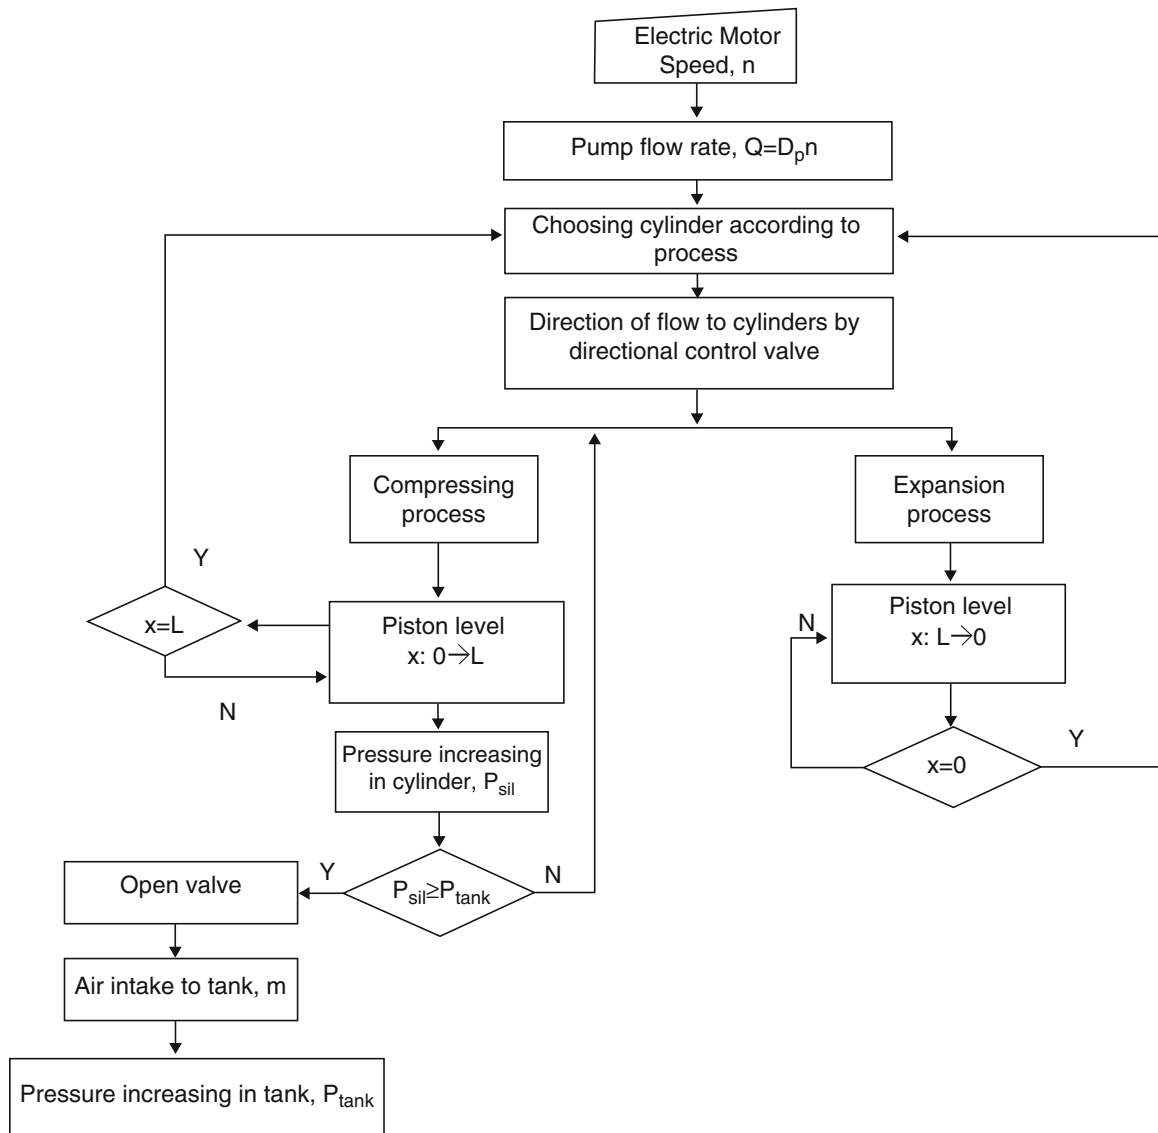 Electric Motor
Speed, n
Pump flow rate, Q=Dpn
Choosing cylinder according to
process
Direction of flow to cylinders by
directional control valve
Compressing
process
Expansion
process
Y
x=L
N
Piston level
x: 0→L
N
Piston level
x: L→0
Pressure increasing
in cylinder, Psil
x=0
Y
Y
Psil≥Ptank
N
Open valve
Air intake to tank, m
Pressure increasing in tank, Ptank